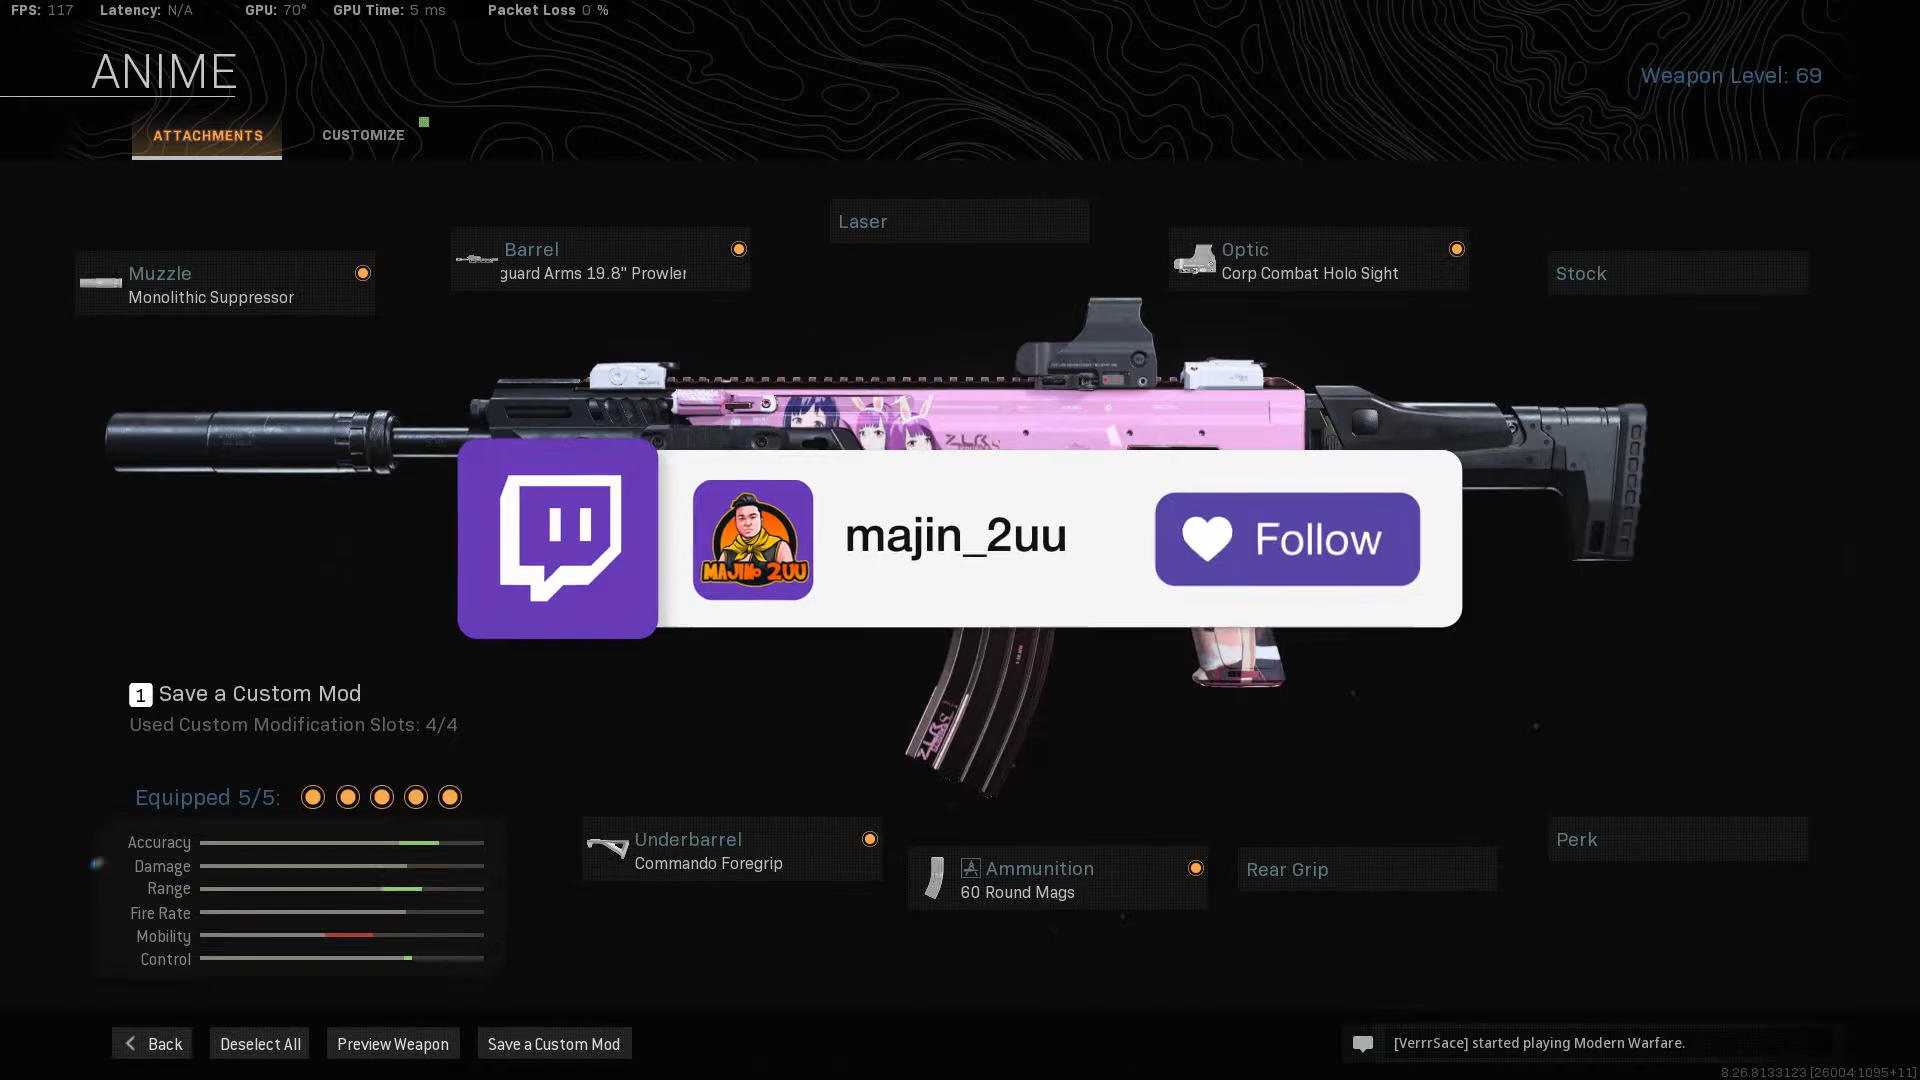 FPS: 117 Latency: N/A GPU: 70° GPU Time: 5 ms Packet Loss 0 %
ANIME
Weapon Level: 69
ATTACHMENTS CUSTOMIZE
Laser
Barrel
guard Arms 19.8" Prowler
Optic
Corp Combat Holo Sight
Muzzle
Monolithic Suppressor
Stock
majin_2uu
Follow
MAJIN 2UU
1 Save a Custom Mod
Used Custom Modification Slots: 4/4
Equipped 5/5:
Accuracy
Damage
Range
Fire Rate
Mobility
Control
Underbarrel
Commando Foregrip
Ammunition
60 Round Mags
Rear Grip
Perk
Back Deselect All Preview Weapon Save a Custom Mod
[VerrrSace] started playing Modern Warfare.
8.26.8133123 [26004:1095+11]